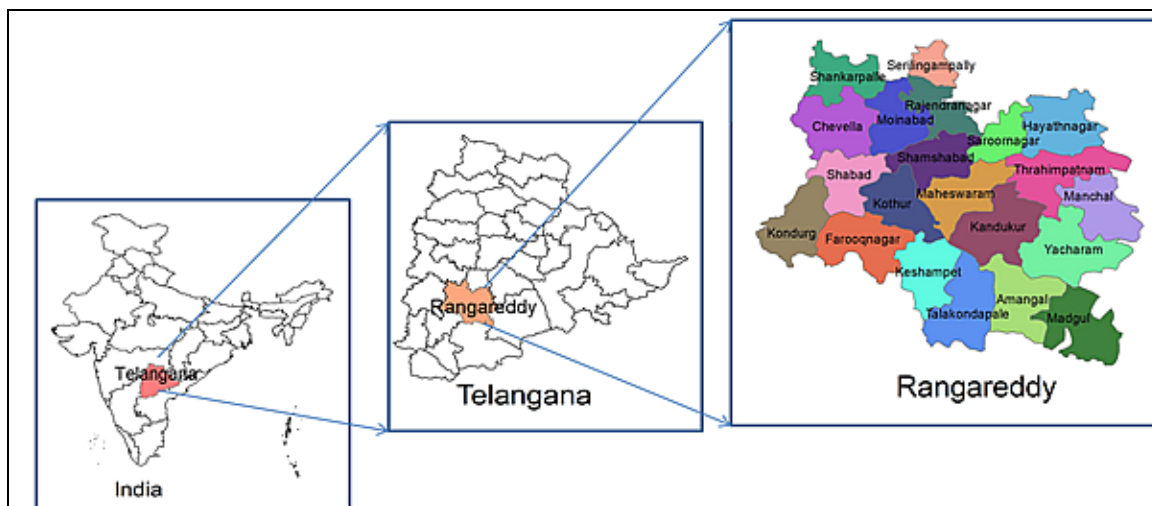 Telangana
India
Rangareddy
Telangana
Serilingampally
Shankarpalle
Rajendranagar
Chevella
Moinabad
Hayathnagar
Saroornagar
Shamshabad
Thrahimpatnam
Shabad
Maheswaram
Manchal
Kothur
Kandukur
Kondurg
Farooqnagar
Yacharam
Keshampet
Amangal
Talakondapale
Madgul
Rangareddy